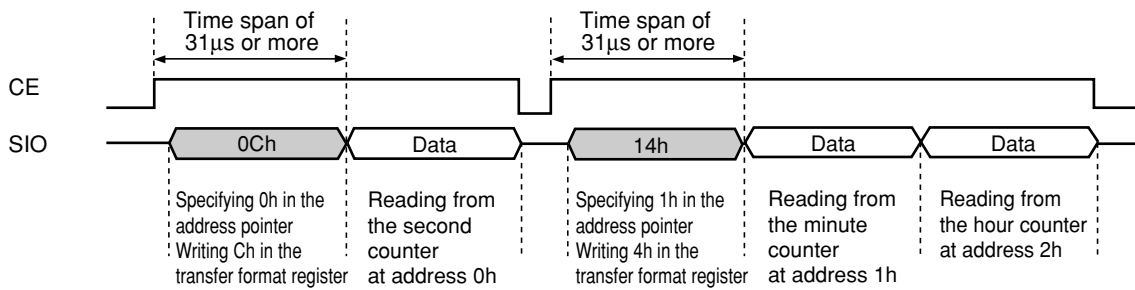 Time span of
31μs or more
Time span of
31μs or more
CE
SIO
0Ch
Data
14h
Data
Data
Specifying 0h in the
address pointer
Writing Ch in the
transfer format register
Reading from
the second
counter
at address 0h
Specifying 1h in the
address pointer
Writing 4h in the
transfer format register
Reading from
the minute
counter
at address 1h
Reading from
the hour counter
at address 2h